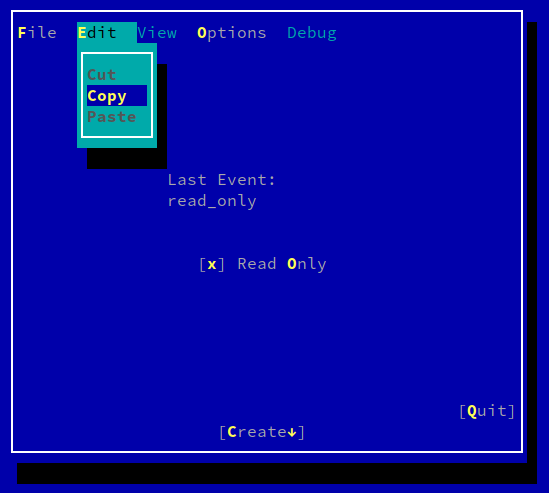 File Edit View Options Debug
Cut
Copy
Paste
Last Event:
read_only
[x] Read Only
[Quit]
[Create↓]